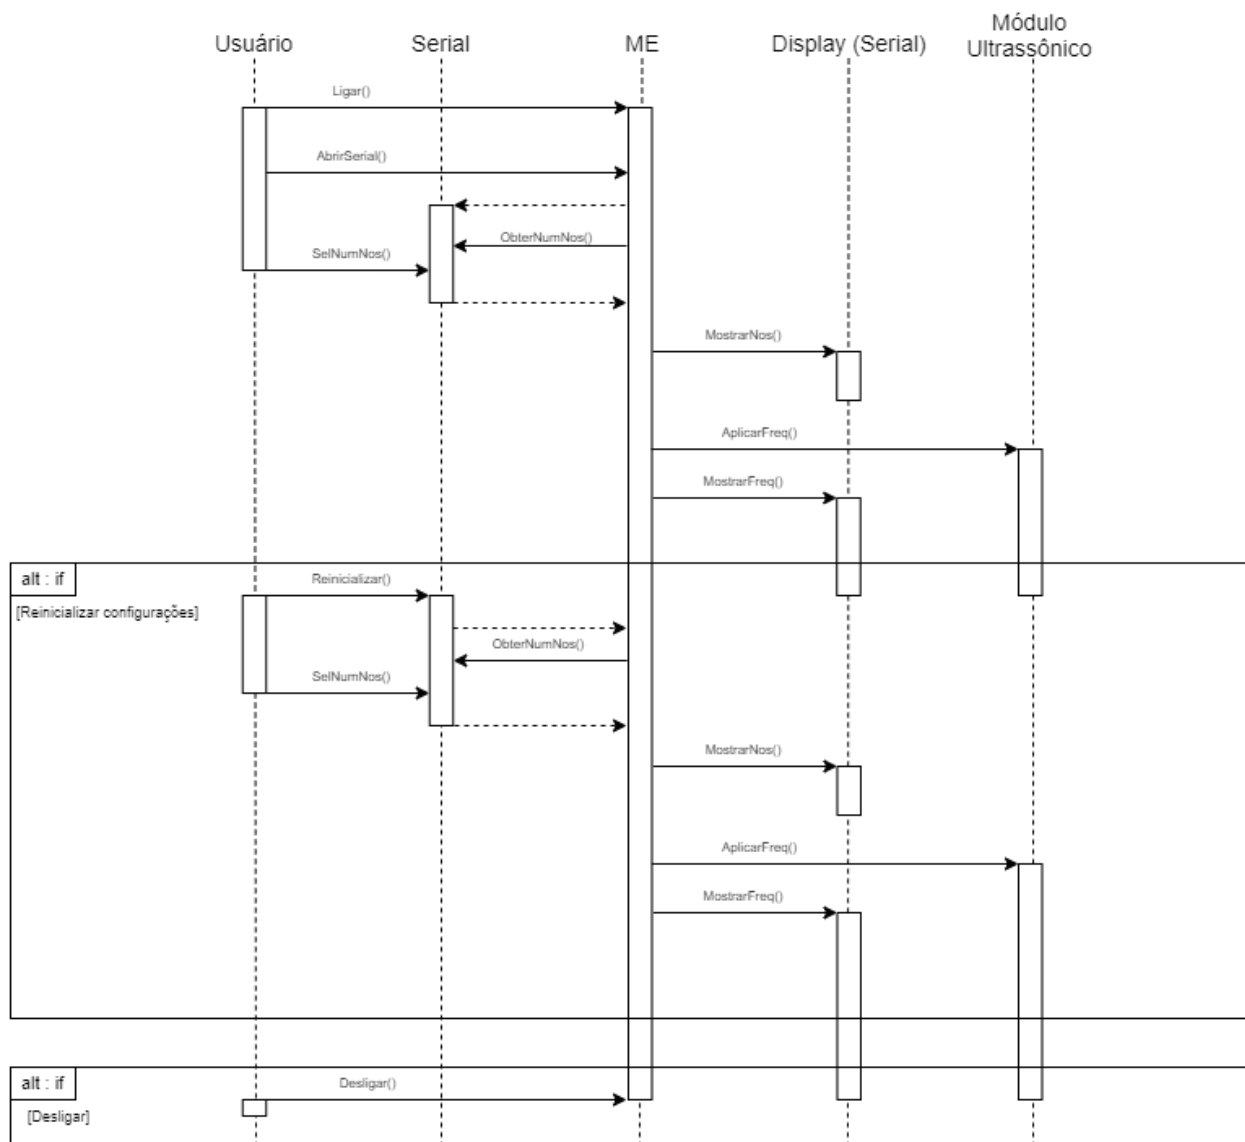 Usuário
Serial
ME
Display (Serial)
Módulo
Ultrassônico
Ligar()
AbrirSerial()
ObterNumNos()
SelNumNos()
MostrarNos()
AplicarFreq()
MostrarFreq()
alt : if
[Reinicializar configurações]
Reinicializar()
ObterNumNos()
SelNumNos()
MostrarNos()
AplicarFreq()
MostrarFreq()
alt : if
[Desligar]
Desligar()